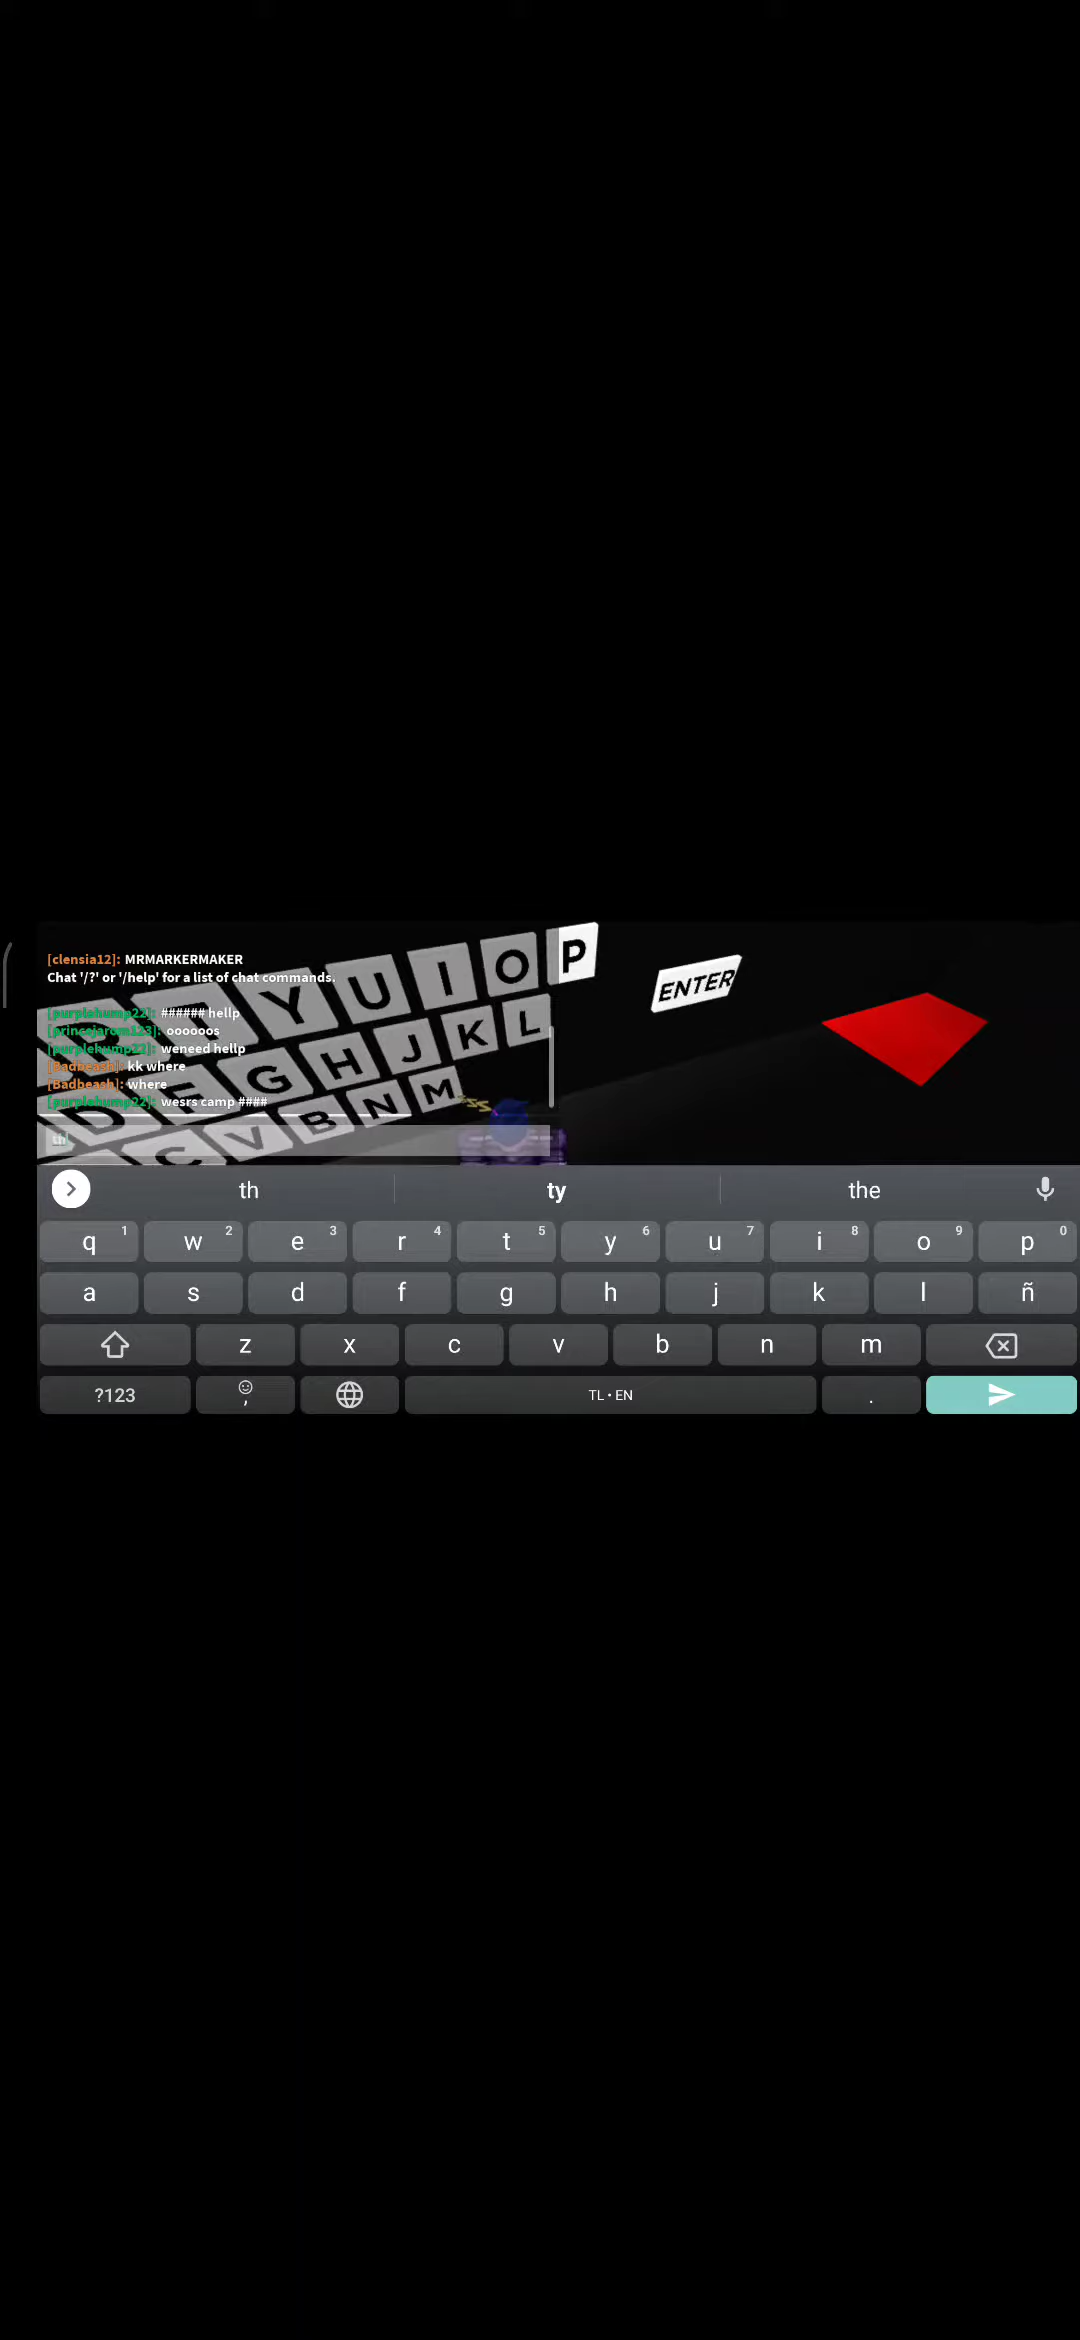 [clensia12]: MRMARKERMAKER
Chat '/?' or '/help' for a list of chat commands.
[purplehump22]: ###### hellp
[princejarom123]: oooooos
[purplehump22]: weneed hellp
[Badbeash]: kk where
[Badbeash]: where
[purplehump22]: wesrs camp ####
Y U I O P
ENTER
D F G H J K L
C V B N M
th
th ty the
q 1 w 2 e 3 r 4 t 5 y 6 u 7 i 8 o 9 p 0
a s d f g h j k l ñ
z x c v b n m
?123 , TL • EN .